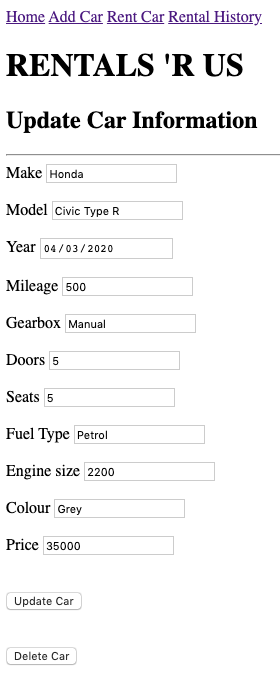 Home Add Car Rent Car Rental History
RENTALS 'R US
Update Car Information
Make Honda
Model Civic Type R
Year 04/03/2020
Mileage 500
Gearbox Manual
Doors 5
Seats 5
Fuel Type Petrol
Engine size 2200
Colour Grey
Price 35000
Update Car
Delete Car